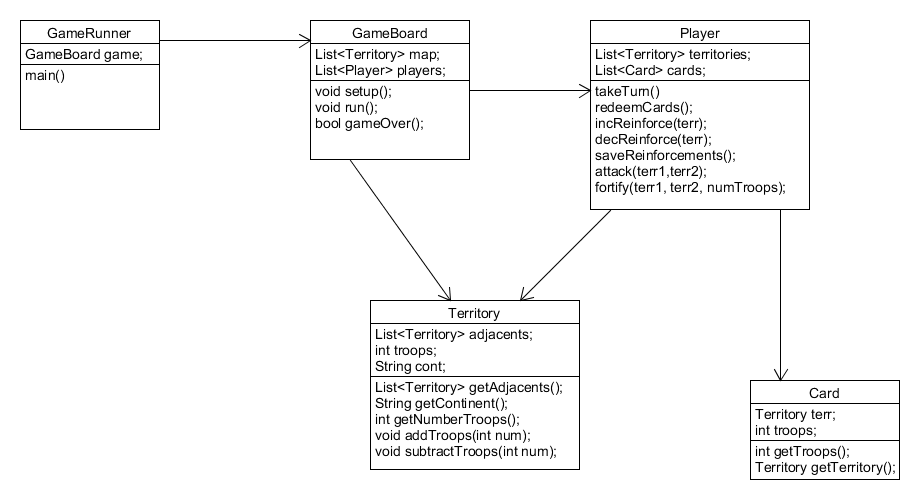 GameRunner
GameBoard game;
main()
GameBoard
List<Territory> map;
List<Player> players;
void setup();
void run();
bool gameOver();
Player
List<Territory> territories;
List<Card> cards;
takeTurn()
redeemCards();
incReinforce(terr);
decReinforce(terr);
saveReinforcements();
attack(terr1,terr2);
fortify(terr1, terr2, numTroops);
Territory
List<Territory> adjacents;
int troops;
String cont;
List<Territory> getAdjacents();
String getContinent();
int getNumberTroops();
void addTroops(int num);
void subtractTroops(int num);
Card
Territory terr;
int troops;
int getTroops();
Territory getTerritory();